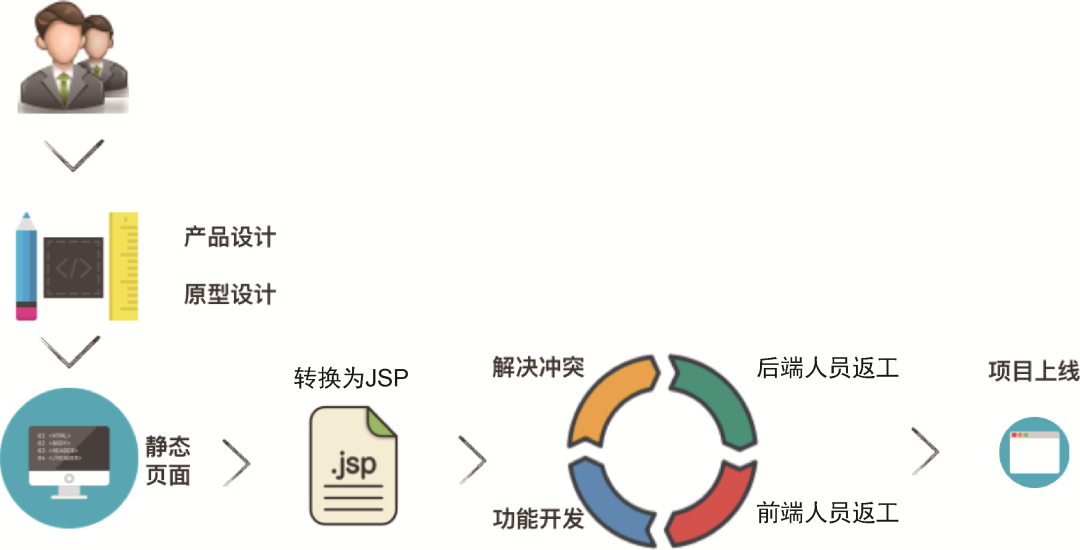 产品设计
原型设计
转换为JSP
解决冲突
后端人员返工
项目上线
01 <HTML>
02 <BODY>
03 <HEADER>
04 </HEADER>
静态
页面
.jsp
功能开发
前端人员返工